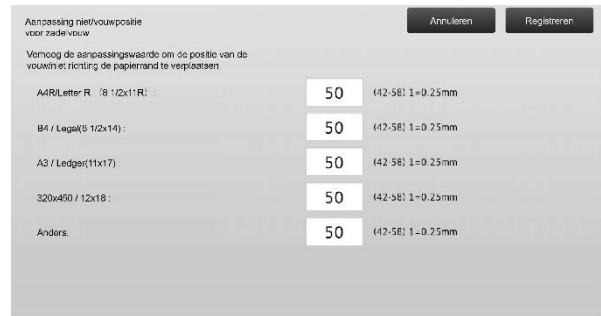 Aanpassing niet/vouwpositie
voor zadelvouw
Annuleren
Registreren
Verhoog de aanpassingswaarde om de positie van de
vouw/niet richting de papierrand te verplaatsen.
A4R/Letter R (8 1/2x11R) :
50 (42-58) 1=0.25mm
B4 / Legal(8 1/2x14) :
50 (42-58) 1=0.25mm
A3 / Ledger(11x17) :
50 (42-58) 1=0.25mm
320x450 / 12x18 :
50 (42-58) 1=0.25mm
Anders:
50 (42-58) 1=0.25mm